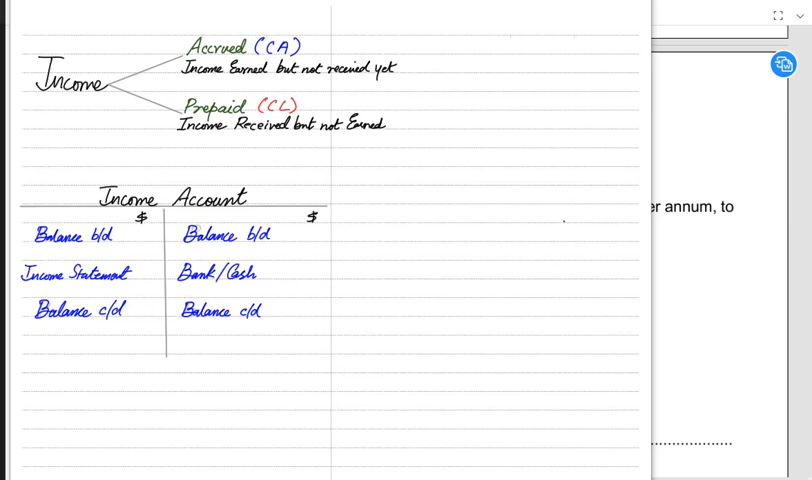 Accrued (CA)
Income Earned but not received yet
Income
Prepaid (CL)
Income Received but not Earned
Income Account
$ $
Balance b/d Balance b/d
Income Statement Bank/Cash
Balance c/d Balance c/d
er annum, to
....................